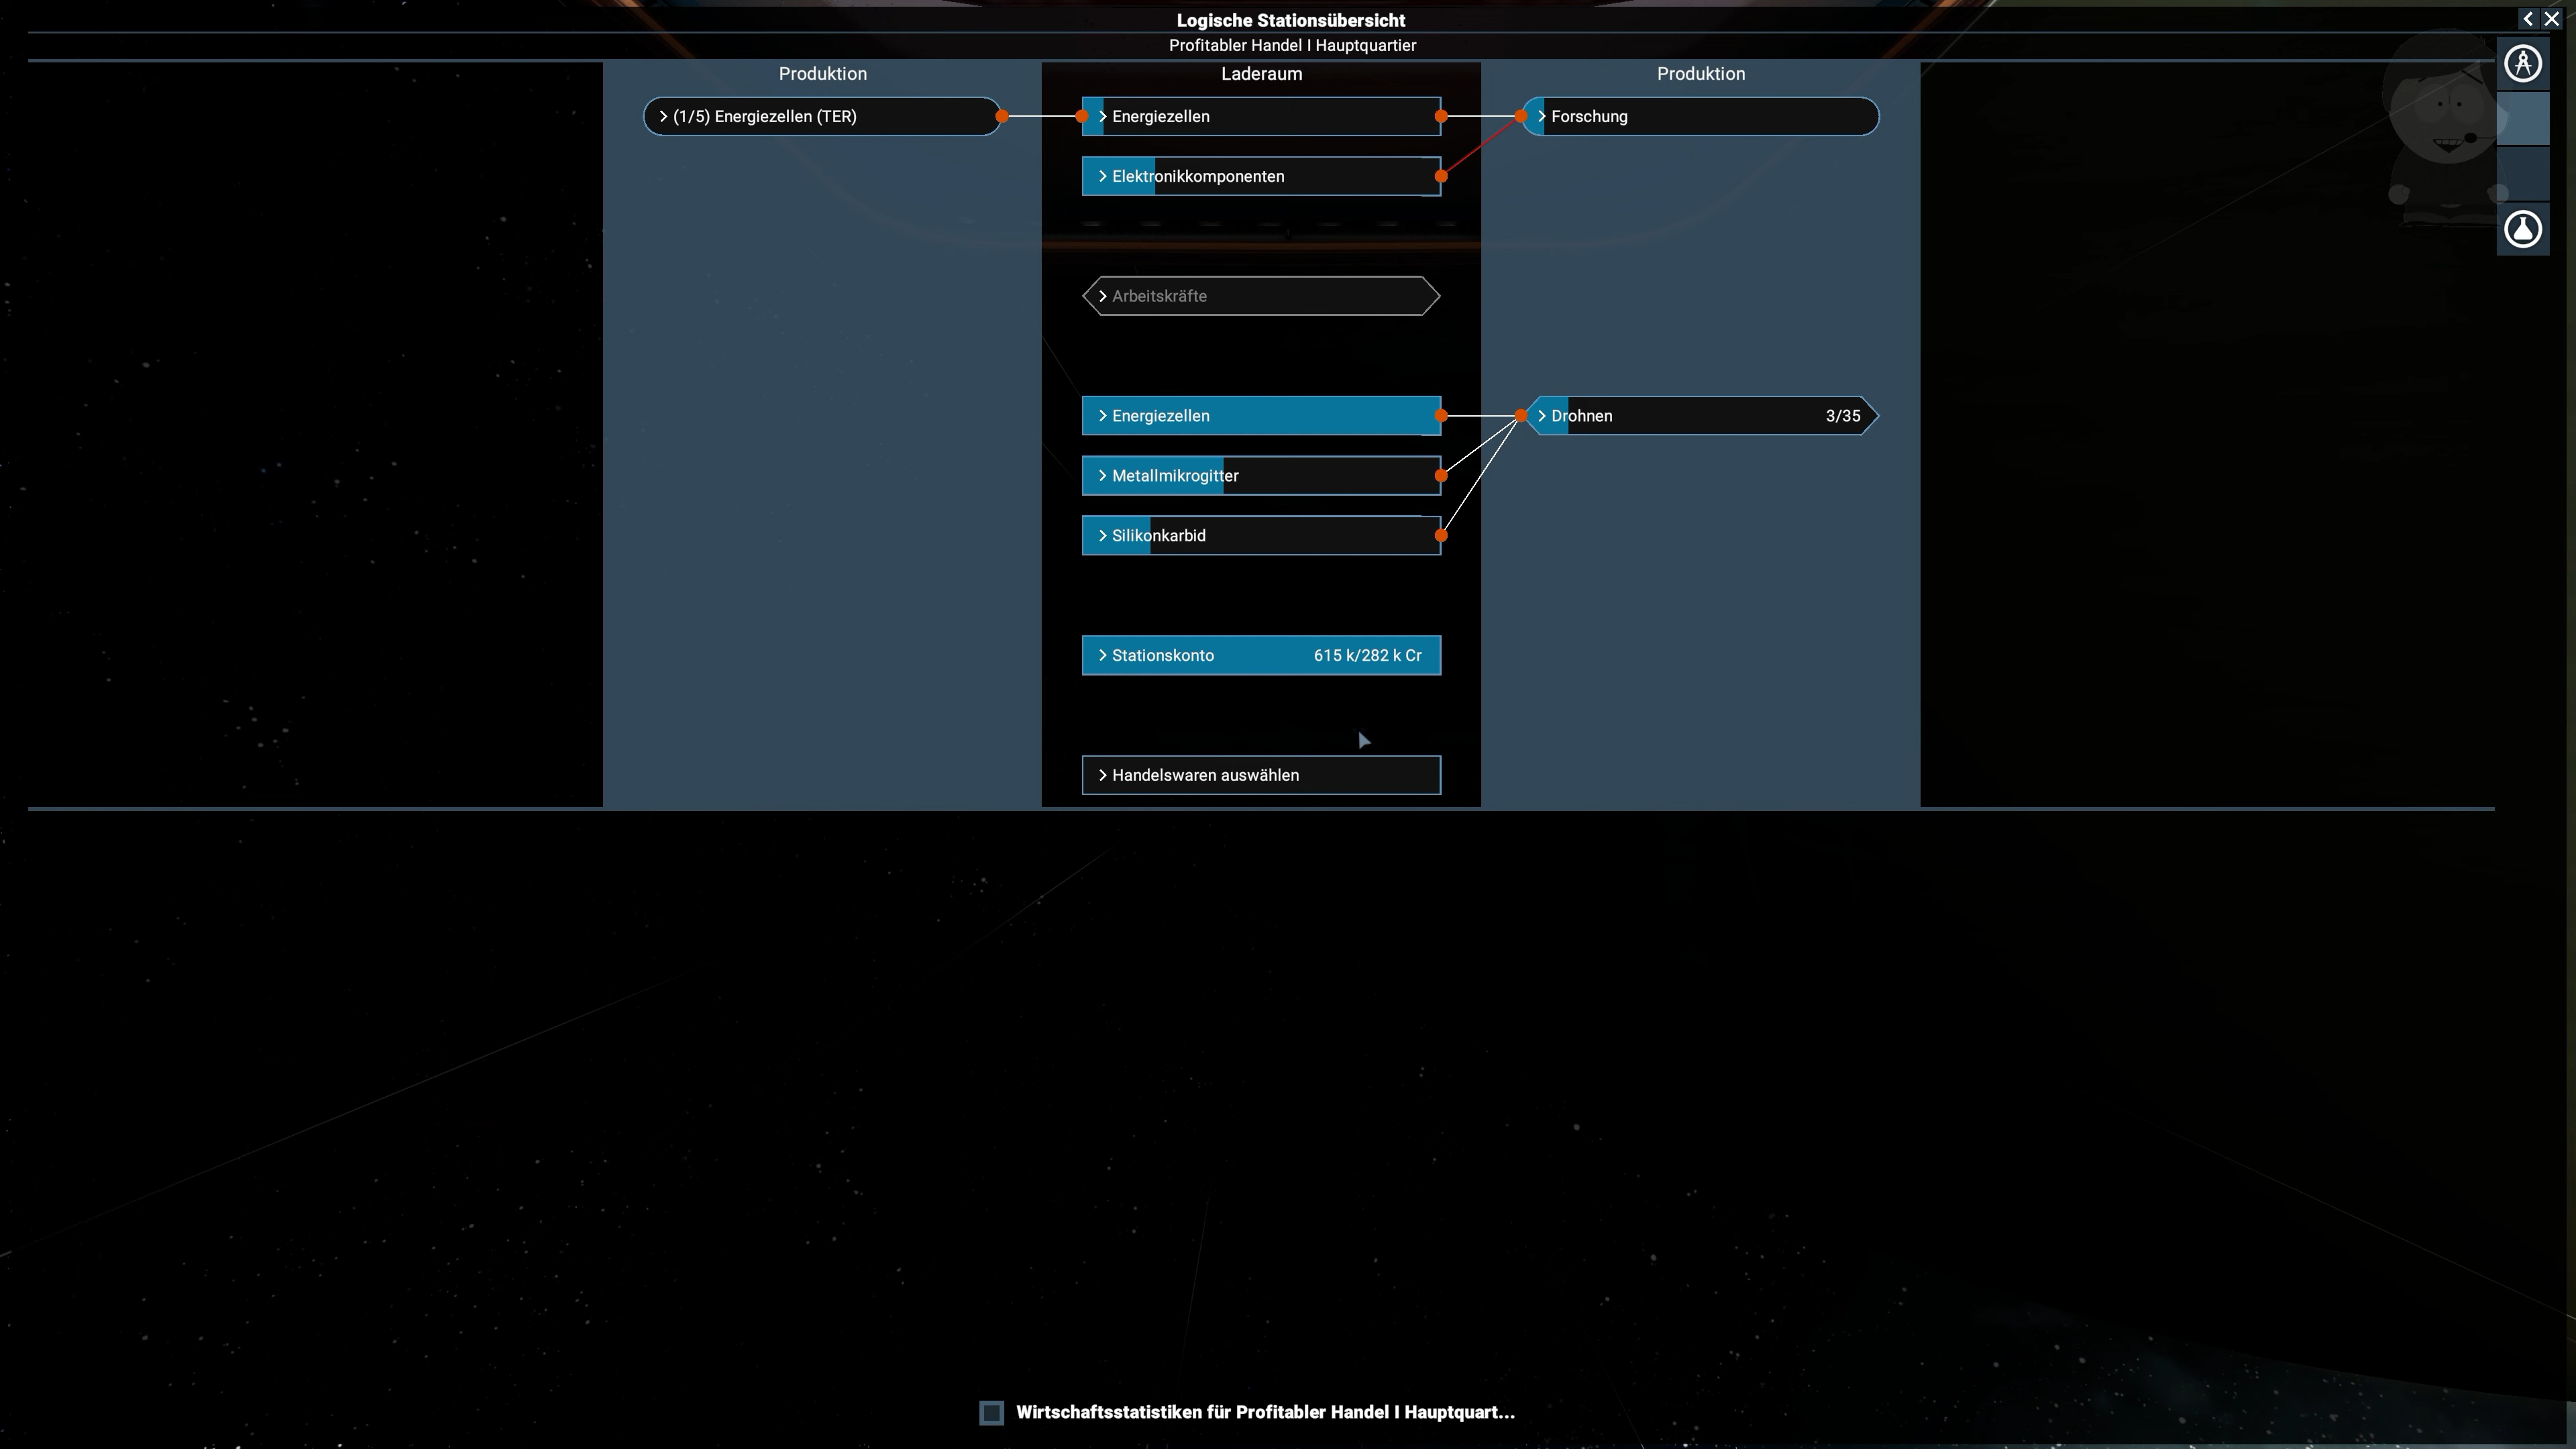 Logische Stationsübersicht
Profitabler Handel I Hauptquartier
Produktion
Laderaum
Produktion
(1/5) Energiezellen (TER)
Energiezellen
Forschung
Elektronikkomponenten
Arbeitskräfte
Energiezellen
Drohnen 3/35
Metallmikrogitter
Silikonkarbid
Stationskonto 615 k/282 k Cr
Handelswaren auswählen
Wirtschaftsstatistiken für Profitabler Handel I Hauptquart...